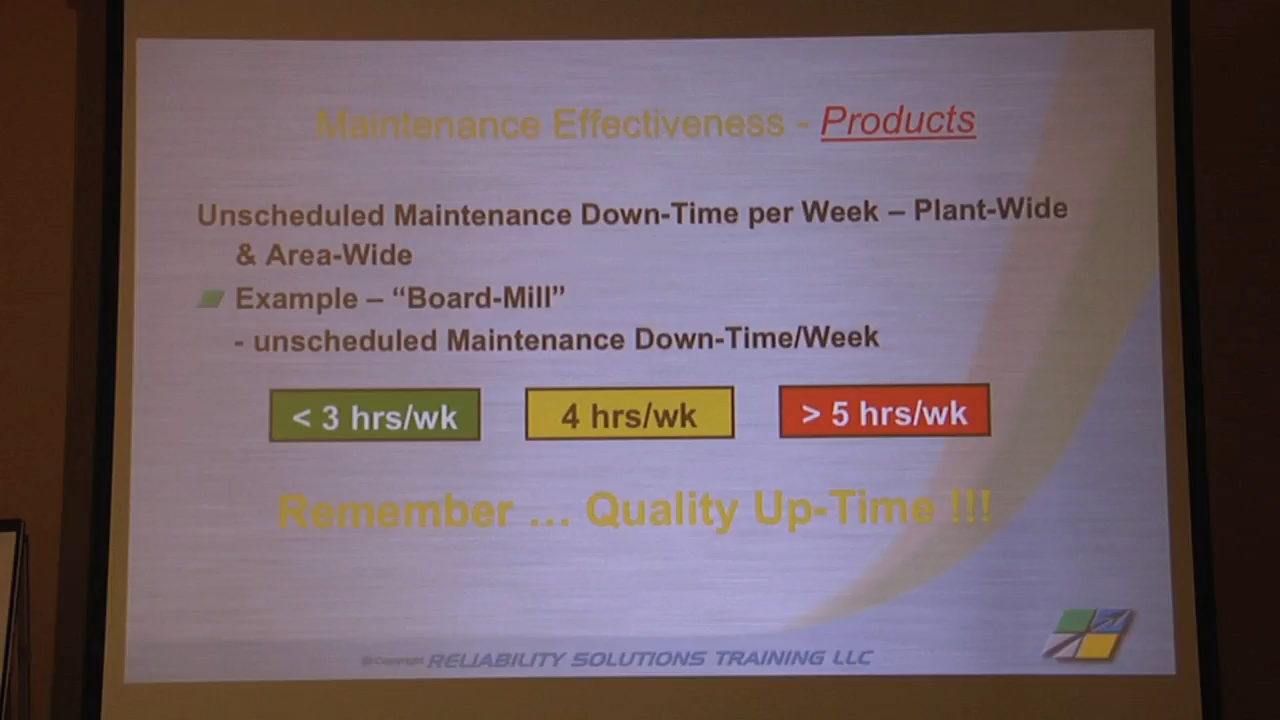 Maintenance Effectiveness - Products
Unscheduled Maintenance Down-Time per Week – Plant-Wide
& Area-Wide
Example – “Board-Mill”
- unscheduled Maintenance Down-Time/Week
< 3 hrs/wk
4 hrs/wk
> 5 hrs/wk
Remember ... Quality Up-Time !!!
©Copyright RELIABILITY SOLUTIONS TRAINING LLC